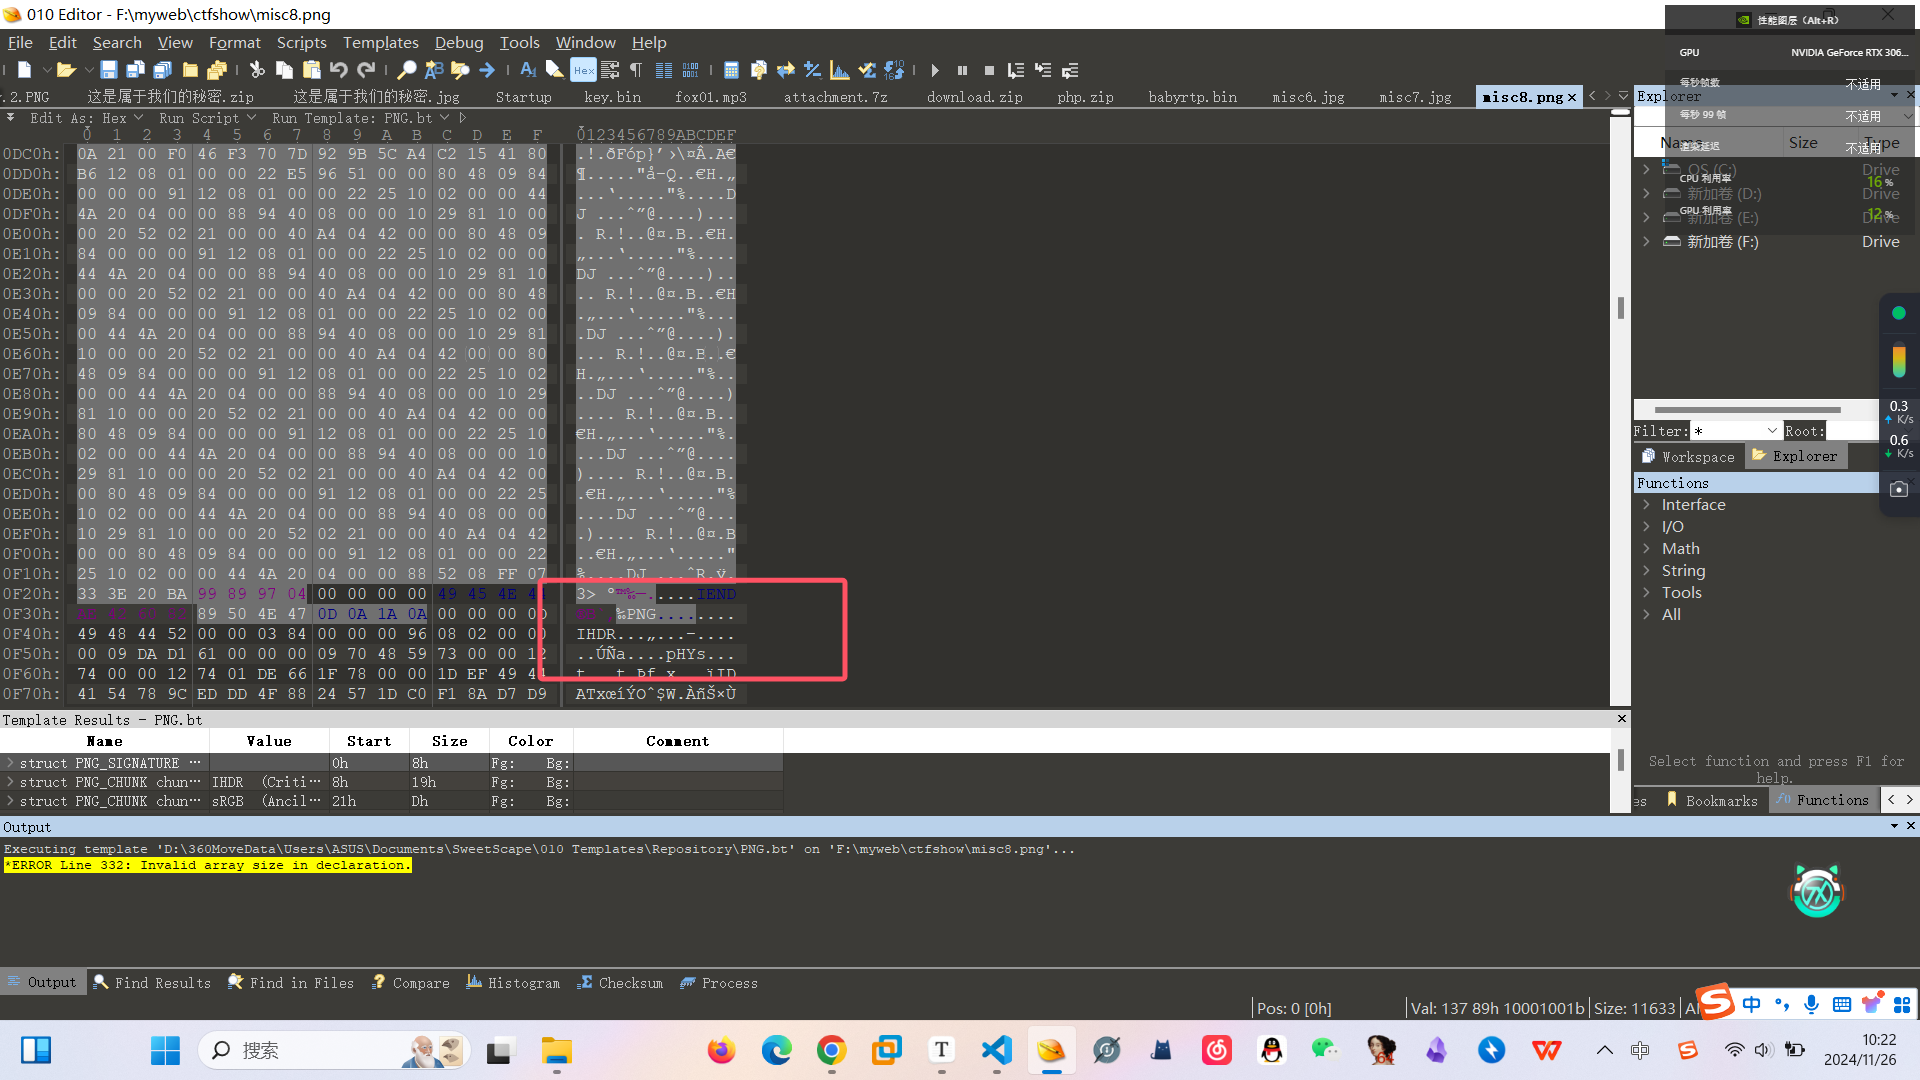 010 Editor - F:\myweb\ctfshow\misc8.png
File Edit Search View Format Scripts Templates Debug Tools Window Help
.2.PNG 这是属于我们的秘密.zip 这是属于我们的秘密.jpg Startup key.bin fox01.mp3 attachment.7z download.zip php.zip babyrtp.bin misc6.jpg misc7.jpg misc8.png
Edit As: Hex Run Script Run Template: PNG.bt
0 1 2 3 4 5 6 7 8 9 A B C D E F 0123456789ABCDEF
0DC0h: 0A 21 00 F0 46 F3 70 7D 92 9B 5C A4 C2 15 41 80 .!.ðFóp}’›\¤Â.A€
0DD0h: B6 12 08 01 00 00 22 E5 96 51 00 00 80 48 09 84 ¶....."å–Q..€H.„
0DE0h: 00 00 00 91 12 08 01 00 00 22 25 10 02 00 00 44 ...‘....."%....D
0DF0h: 4A 20 04 00 00 88 94 40 08 00 00 10 29 81 10 00 J ...ˆ”@....)...
0E00h: 00 20 52 02 21 00 00 40 A4 04 42 00 00 80 48 09 . R.!..@¤.B..€H.
0E10h: 84 00 00 00 91 12 08 01 00 00 22 25 10 02 00 00 „...‘....."%....
0E20h: 44 4A 20 04 00 00 88 94 40 08 00 00 10 29 81 10 DJ ...ˆ”@....)..
0E30h: 00 00 20 52 02 21 00 00 40 A4 04 42 00 00 80 48 .. R.!..@¤.B..€H
0E40h: 09 84 00 00 00 91 12 08 01 00 00 22 25 10 02 00 .„...‘....."%...
0E50h: 00 44 4A 20 04 00 00 88 94 40 08 00 00 10 29 81 .DJ ...ˆ”@....).
0E60h: 10 00 00 20 52 02 21 00 00 40 A4 04 42 00 00 80 ... R.!..@¤.B..€
0E70h: 48 09 84 00 00 00 91 12 08 01 00 00 22 25 10 02 H.„...‘....."%..
0E80h: 00 00 44 4A 20 04 00 00 88 94 40 08 00 00 10 29 ..DJ ...ˆ”@....)
0E90h: 81 10 00 00 20 52 02 21 00 00 40 A4 04 42 00 00 .... R.!..@¤.B..
0EA0h: 80 48 09 84 00 00 00 91 12 08 01 00 00 22 25 10 €H.„...‘....."%.
0EB0h: 02 00 00 44 4A 20 04 00 00 88 94 40 08 00 00 10 ...DJ ...ˆ”@....
0EC0h: 29 81 10 00 00 20 52 02 21 00 00 40 A4 04 42 00 ).... R.!..@¤.B.
0ED0h: 00 80 48 09 84 00 00 00 91 12 08 01 00 00 22 25 .€H.„...‘....."%
0EE0h: 10 02 00 00 44 4A 20 04 00 00 88 94 40 08 00 00 ....DJ ...ˆ”@...
0EF0h: 10 29 81 10 00 00 20 52 02 21 00 00 40 A4 04 42 .).... R.!..@¤.B
0F00h: 00 00 80 48 09 84 00 00 00 91 12 08 01 00 00 22 ..€H.„...‘....."
0F10h: 25 10 02 00 00 44 4A 20 04 00 00 88 52 08 FF 07 %....DJ ...ˆR.ÿ.
0F20h: 33 3E 20 BA 99 89 97 04 00 00 00 00 49 45 4E 44 3> º™‰—.....IEND
0F30h: AE 42 60 82 89 50 4E 47 0D 0A 1A 0A 00 00 00 0D ®B`‚‰PNG........
0F40h: 49 48 44 52 00 00 03 84 00 00 00 96 08 02 00 00 IHDR...„...–....
0F50h: 00 09 DA D1 61 00 00 00 09 70 48 59 73 00 00 12 ..ÚÑa....pHYs...
0F60h: 74 00 00 12 74 01 DE 66 1F 78 00 00 1D EF 49 44 t...t.Þf.x...ïID
0F70h: 41 54 78 9C ED DD 4F 88 24 57 1D C0 F1 8A D7 D9 ATxœíÝOˆ$W.ÀñŠ×Ù
Template Results - PNG.bt
Name Value Start Size Color Comment
struct PNG_SIGNATURE ··· 0h 8h Fg: Bg:
struct PNG_CHUNK chun··· IHDR (Criti··· 8h 19h Fg: Bg:
struct PNG_CHUNK chun··· sRGB (Ancil··· 21h Dh Fg: Bg:
Output
Executing template 'D:\360MoveData\Users\ASUS\Documents\SweetScape\010 Templates\Repository\PNG.bt' on 'F:\myweb\ctfshow\misc8.png'...
*ERROR Line 332: Invalid array size in declaration.
Output Find Results Find in Files Compare Histogram Checksum Process
Pos: 0 [0h] Val: 137 89h 10001001b Size: 11633
性能图层 (Alt+R)
GPU NVIDIA GeForce RTX 306...
每秒帧数 不适用
每秒 99 帧 不适用
渲染延迟 不适用
CPU 利用率 16 %
GPU 利用率 12 %
Explorer
Name Size Type
OS (C:) Drive
新加卷 (D:) Drive
新加卷 (E:) Drive
新加卷 (F:) Drive
0.3 K/s
0.6 K/s
Filter: * Root:
Workspace Explorer
Functions
Interface
I/O
Math
String
Tools
All
Select function and press F1 for help.
es Bookmarks Functions
中
搜索
中
10:22
2024/11/26